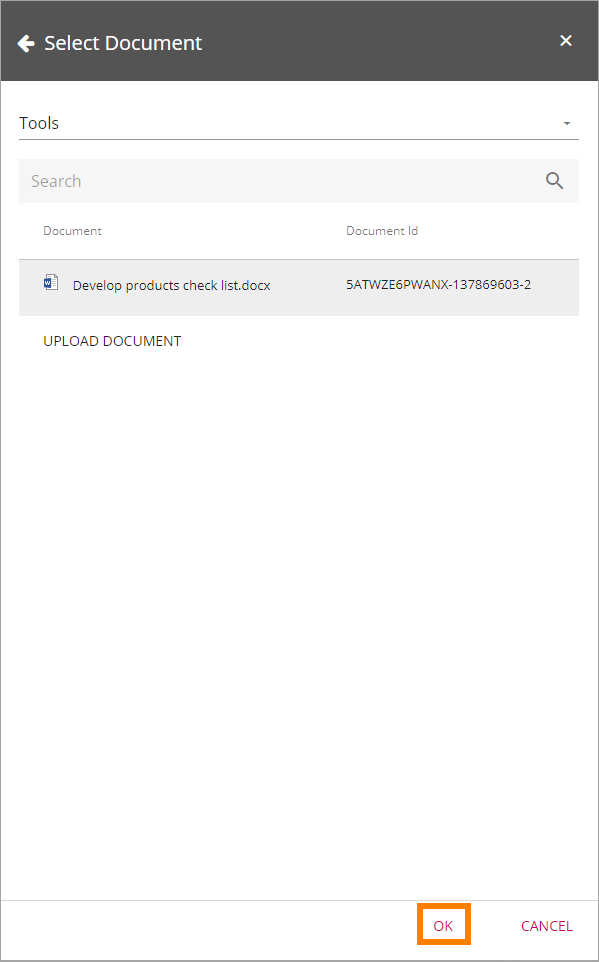 Select Document
Tools
Search
Document Document Id
Develop products check list.docx 5ATWZE6PWANX-137869603-2
UPLOAD DOCUMENT
OK CANCEL